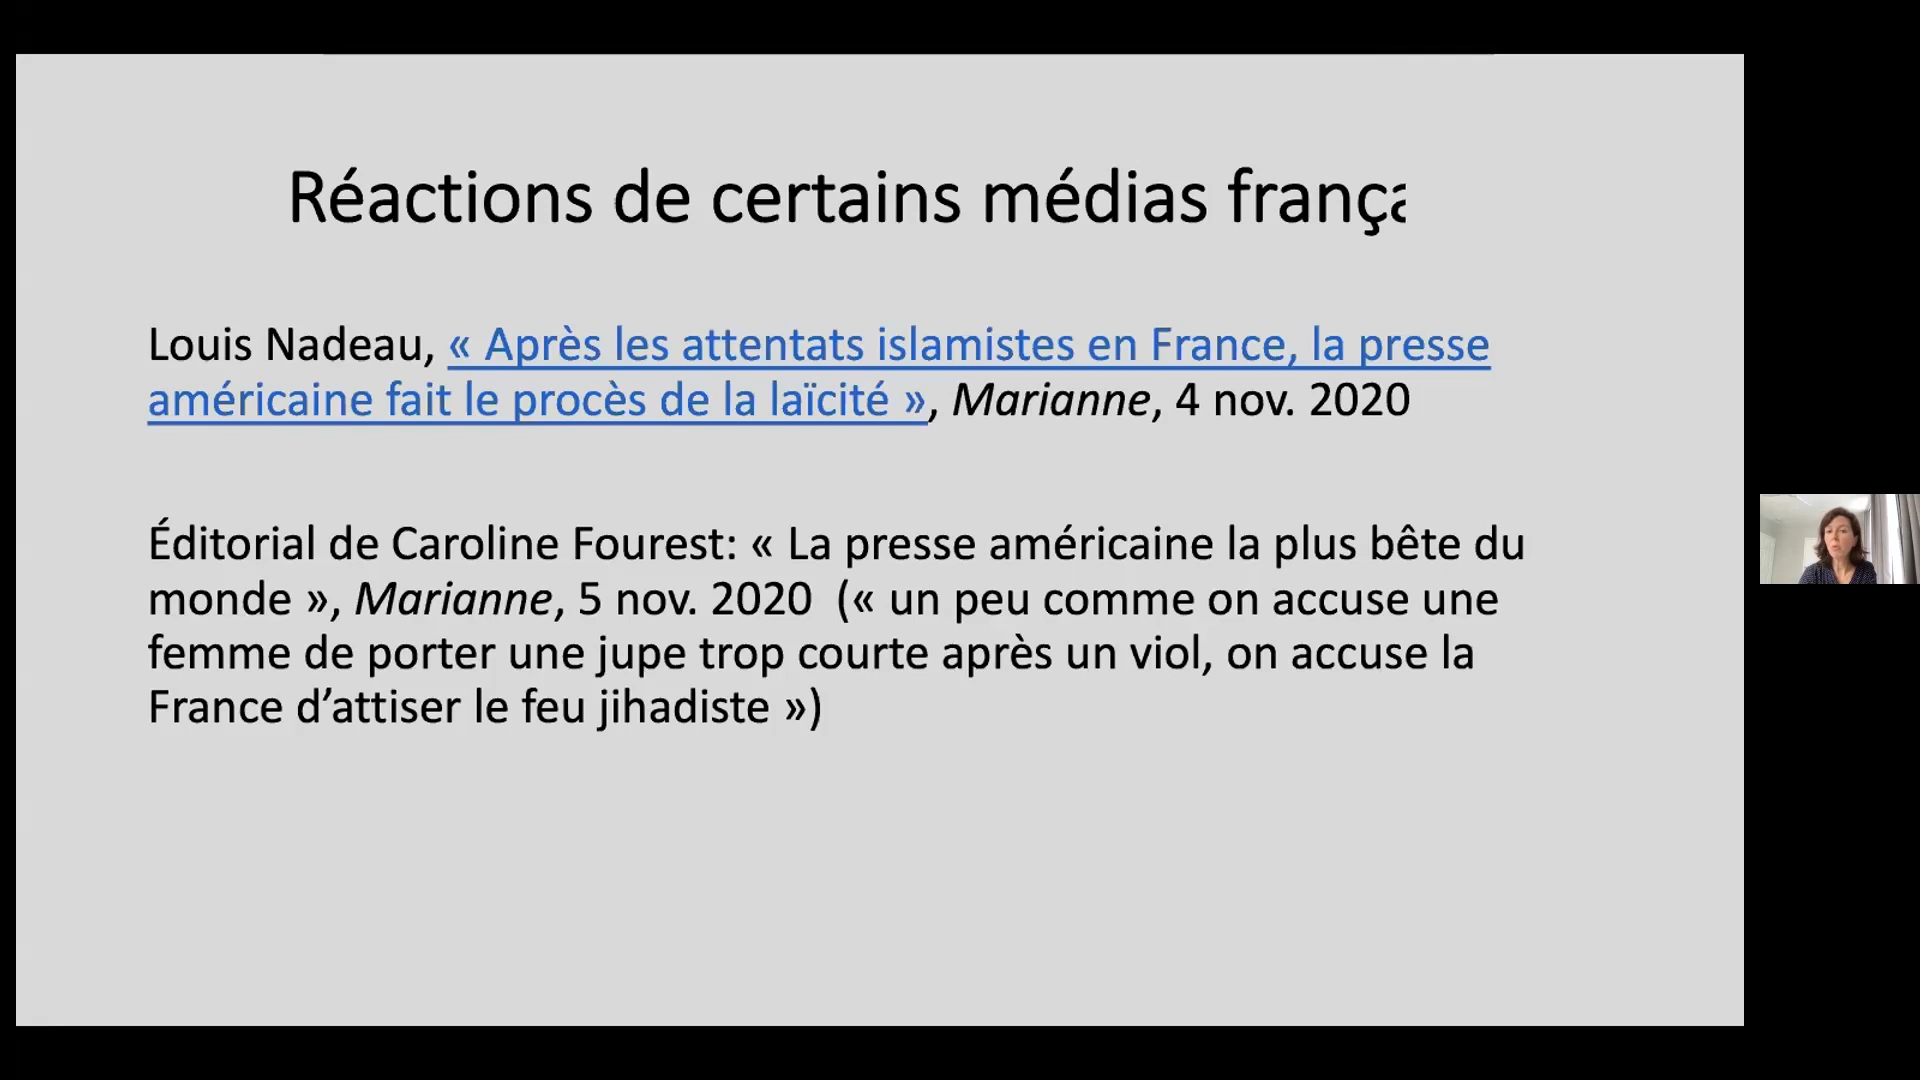 Réactions de certains médias frança
Louis Nadeau, « Après les attentats islamistes en France, la presse
américaine fait le procès de la laïcité », Marianne, 4 nov. 2020
Éditorial de Caroline Fourest: « La presse américaine la plus bête du
monde », Marianne, 5 nov. 2020  (« un peu comme on accuse une
femme de porter une jupe trop courte après un viol, on accuse la
France d’attiser le feu jihadiste »)